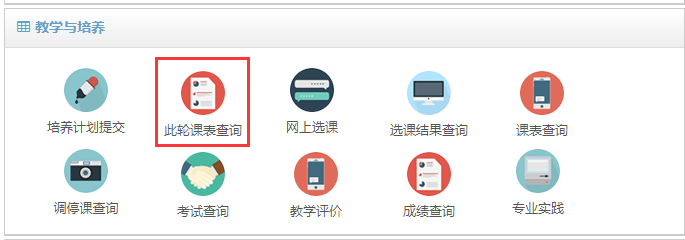 教学与培养
培养计划提交 此轮课表查询 网上选课 选课结果查询 课表查询
调停课查询 考试查询 教学评价 成绩查询 专业实践